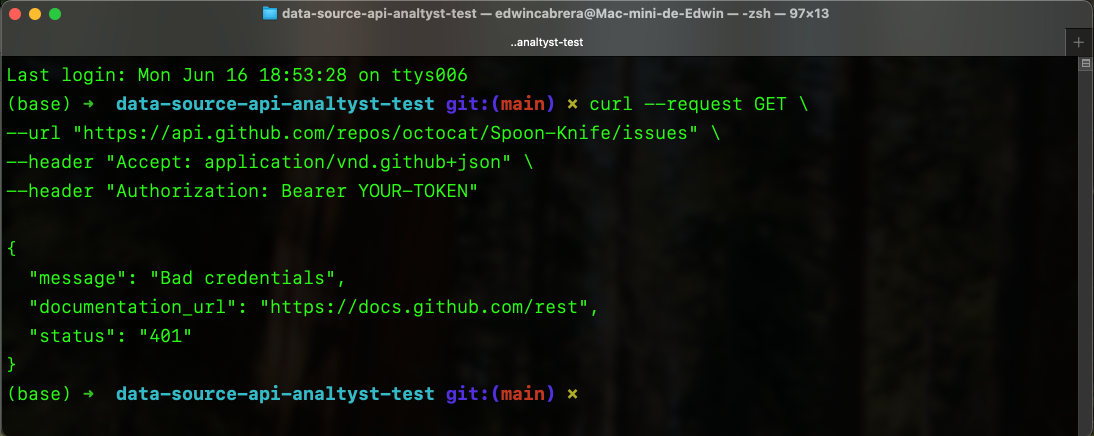 data-source-api-analtyst-test — edwincabrera@Mac-mini-de-Edwin — -zsh — 97×13
..analtyst-test
Last login: Mon Jun 16 18:53:28 on ttys006
(base) ➜  data-source-api-analtyst-test git:(main) ✗ curl --request GET \
--url "https://api.github.com/repos/octocat/Spoon-Knife/issues" \
--header "Accept: application/vnd.github+json" \
--header "Authorization: Bearer YOUR-TOKEN"
{
  "message": "Bad credentials",
  "documentation_url": "https://docs.github.com/rest",
  "status": "401"
}
(base) ➜  data-source-api-analtyst-test git:(main) ✗